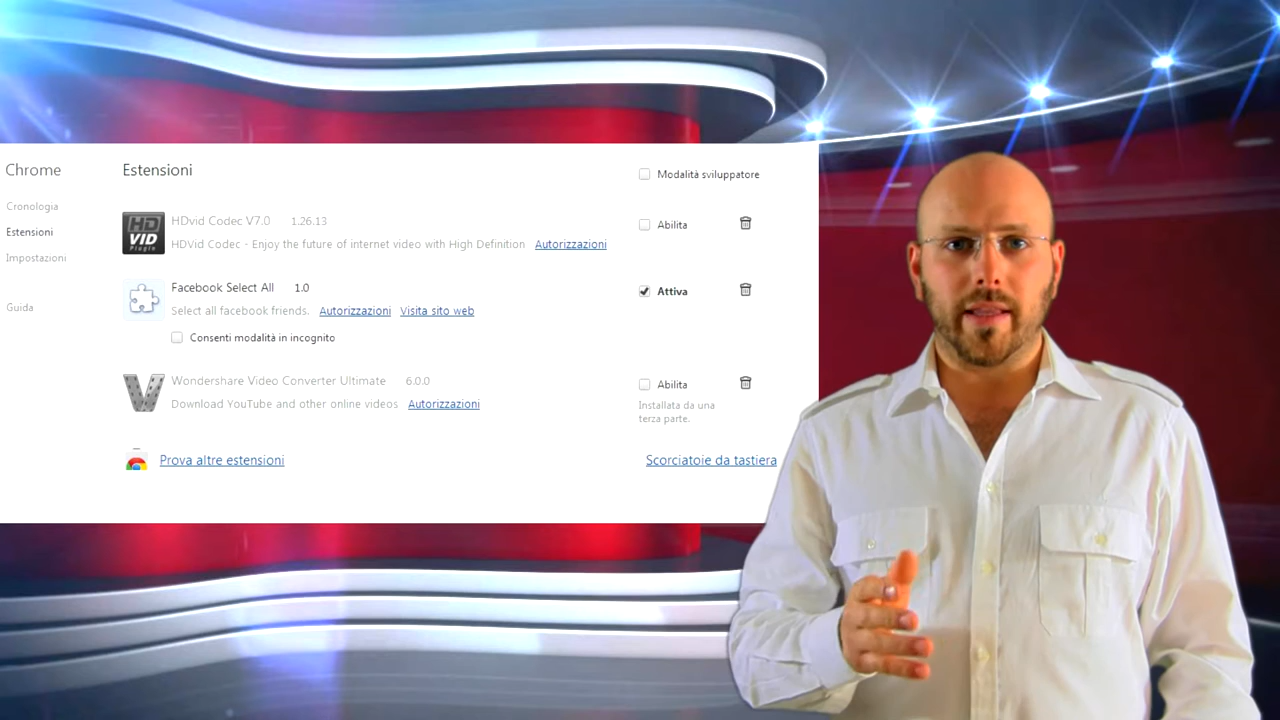 Chrome
Estensioni
Modalità sviluppatore
Cronologia
Estensioni
Impostazioni
Guida
HD
VID
Plugin
HDvid Codec V7.0 1.26.13
Abilita
HDVid Codec - Enjoy the future of internet video with High Definition Autorizzazioni
Facebook Select All 1.0
Attiva
Select all facebook friends. Autorizzazioni Visita sito web
Consenti modalità in incognito
Wondershare Video Converter Ultimate 6.0.0
Abilita
Download YouTube and other online videos Autorizzazioni
Installata da una
terza parte.
Prova altre estensioni
Scorciatoie da tastiera